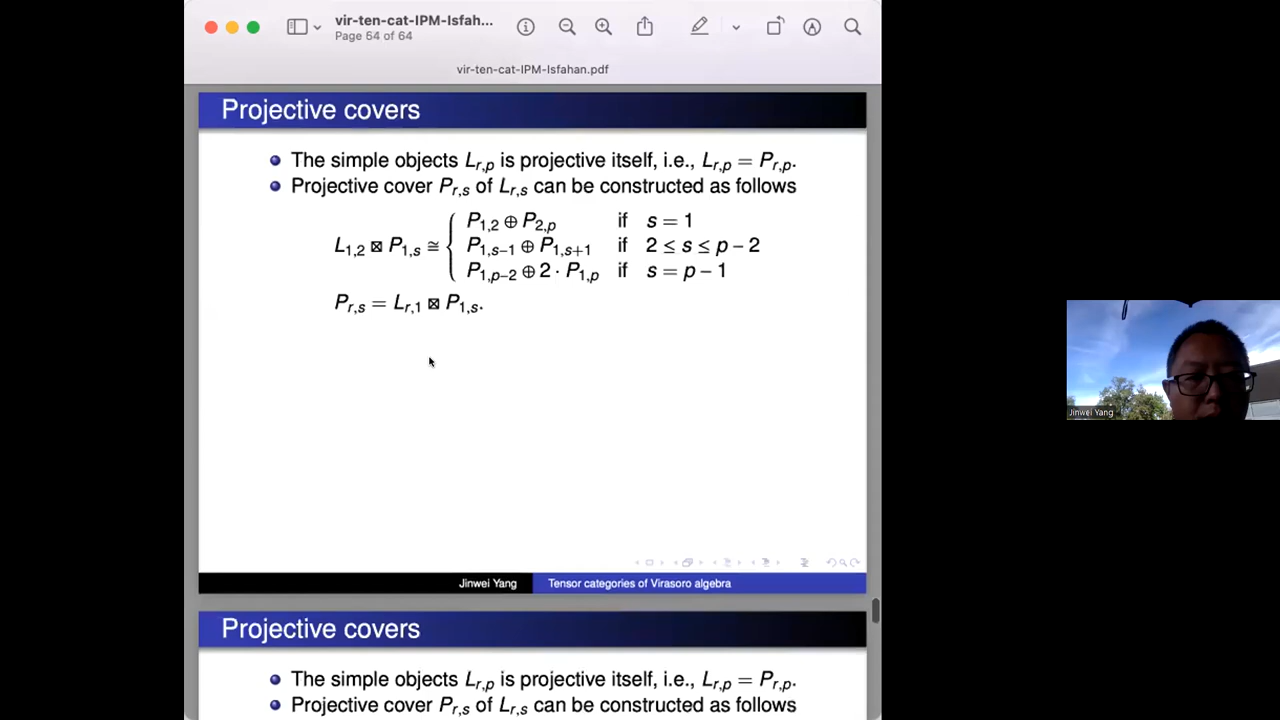 vir-ten-cat-IPM-Isfah...
Page 54 of 64
vir-ten-cat-IPM-Isfahan.pdf
Projective covers
The simple objects L_{r,p} is projective itself, i.e., L_{r,p} = P_{r,p}.
Projective cover P_{r,s} of L_{r,s} can be constructed as follows
L_{1,2} ⊠ P_{1,s} ≅ { P_{1,2} ⊕ P_{2,p} if s = 1
P_{1,s−1} ⊕ P_{1,s+1} if 2 ≤ s ≤ p − 2
P_{1,p−2} ⊕ 2 · P_{1,p} if s = p − 1
P_{r,s} = L_{r,1} ⊠ P_{1,s}.
Jinwei Yang
Jinwei Yang Tensor categories of Virasoro algebra
Projective covers
The simple objects L_{r,p} is projective itself, i.e., L_{r,p} = P_{r,p}.
Projective cover P_{r,s} of L_{r,s} can be constructed as follows